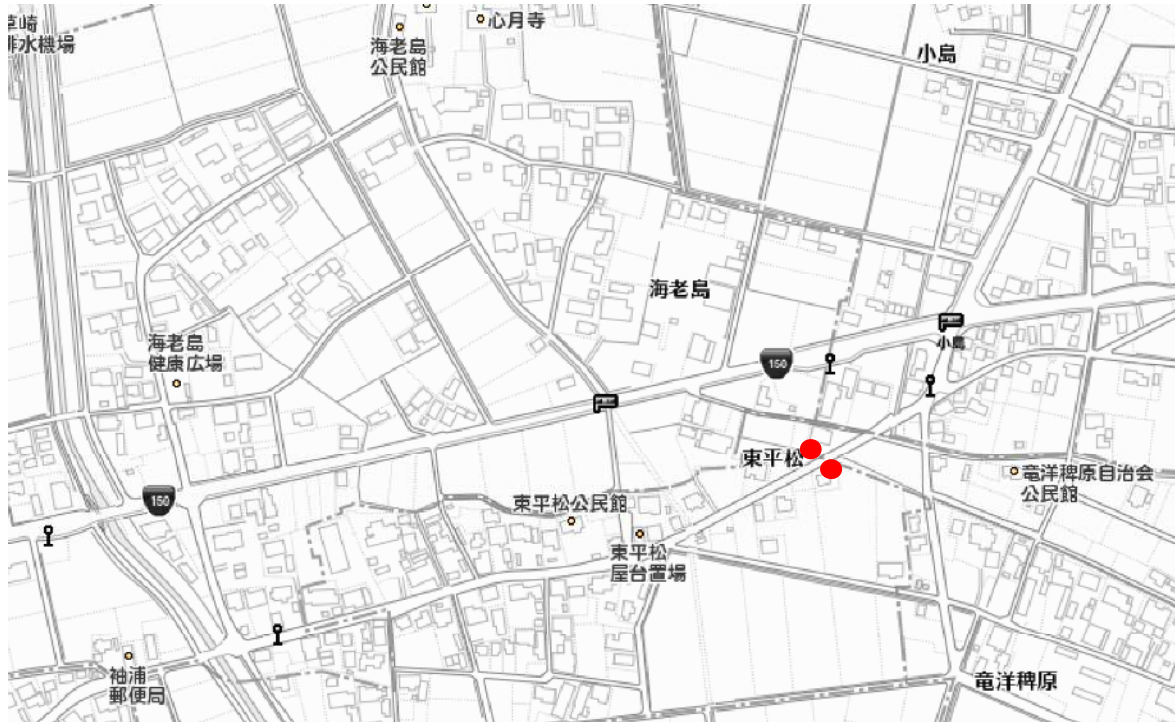 心月寺
海老島
公民館
排水機場
小島
海老島
海老島
健康広場
小島
150
150
東平松
竜洋稗原自治会
公民館
東平松公民館
東平松
屋台置場
袖浦
郵便局
竜洋稗原